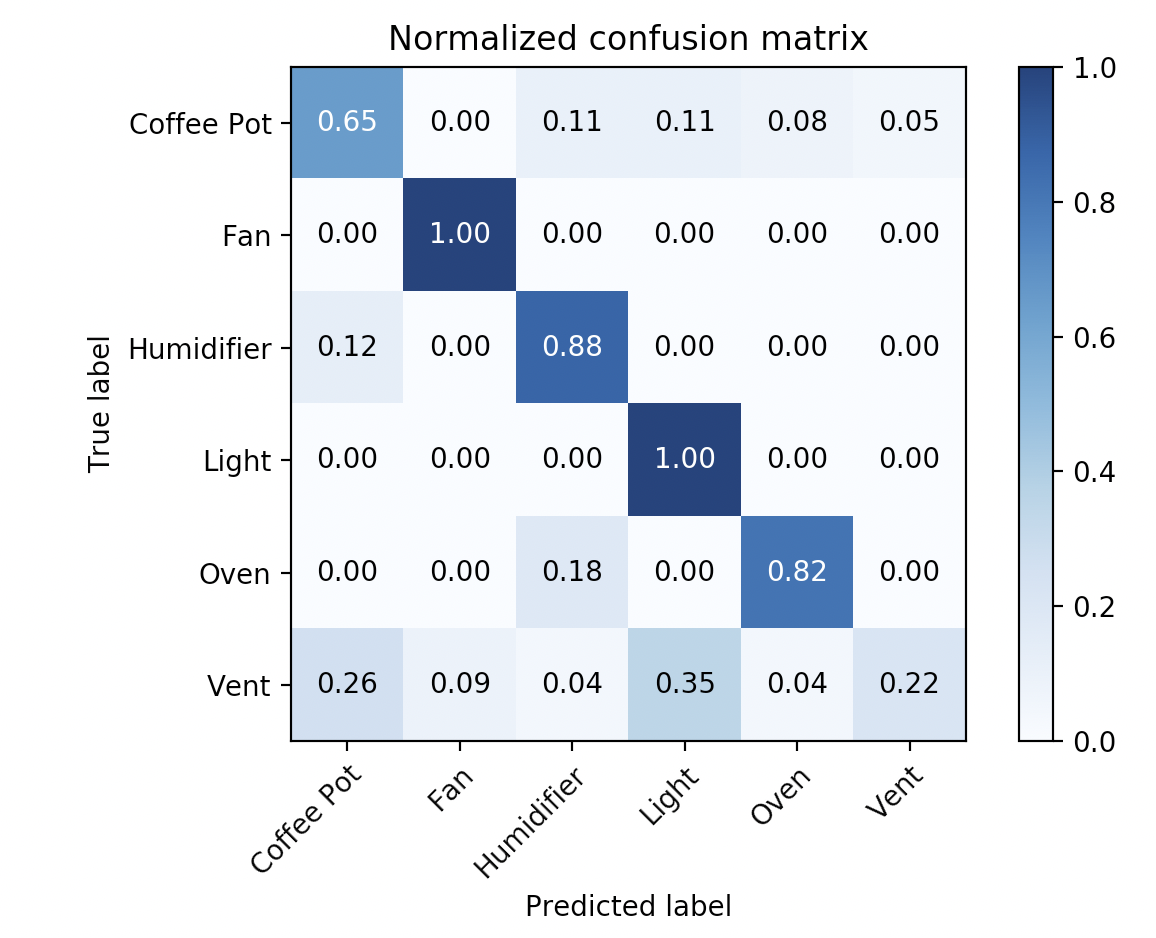 Normalized confusion matrix
Coffee Pot 0.65 0.00 0.11 0.11 0.08 0.05
Fan 0.00 1.00 0.00 0.00 0.00 0.00
Humidifier 0.12 0.00 0.88 0.00 0.00 0.00
Light 0.00 0.00 0.00 1.00 0.00 0.00
Oven 0.00 0.00 0.18 0.00 0.82 0.00
Vent 0.26 0.09 0.04 0.35 0.04 0.22
True label
Coffee Pot Fan Humidifier Light Oven Vent
Predicted label
1.0
0.8
0.6
0.4
0.2
0.0